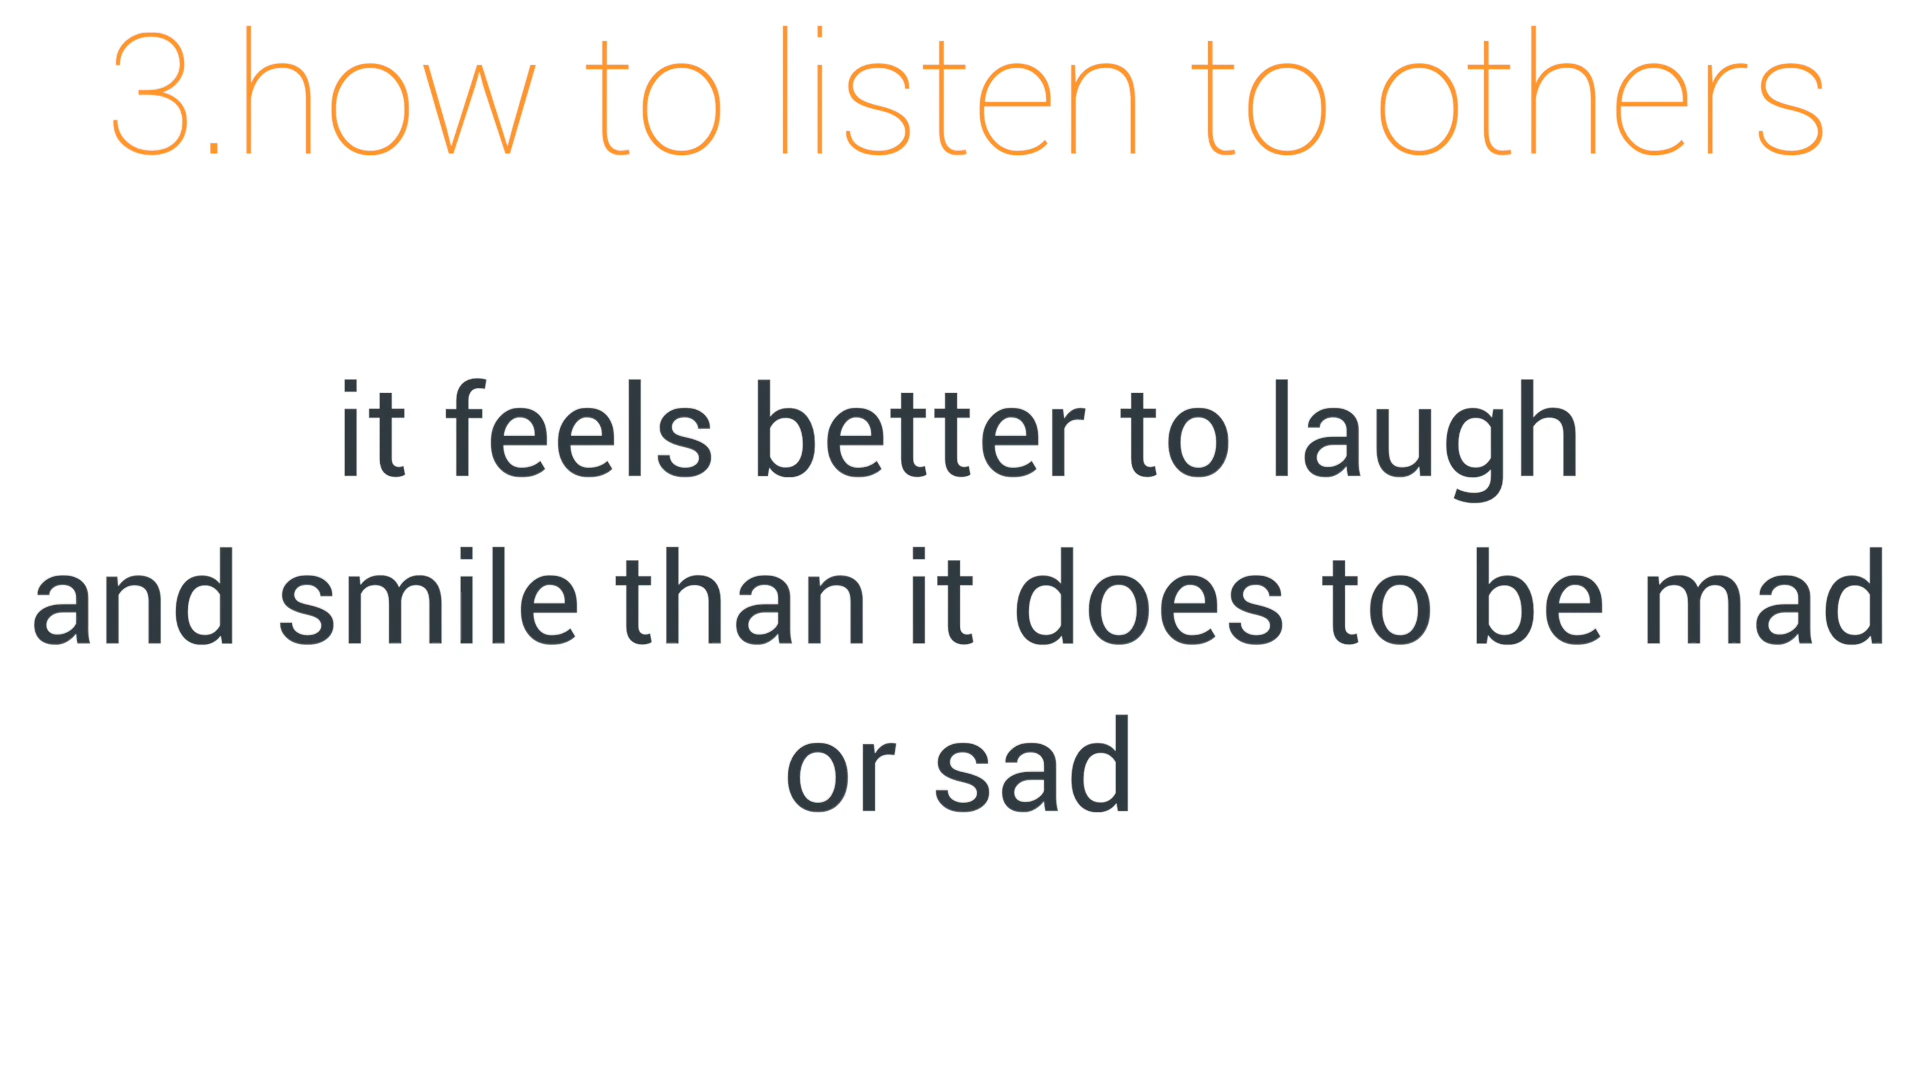 3.how to listen to others
it feels better to laugh
and smile than it does to be mad
or sad